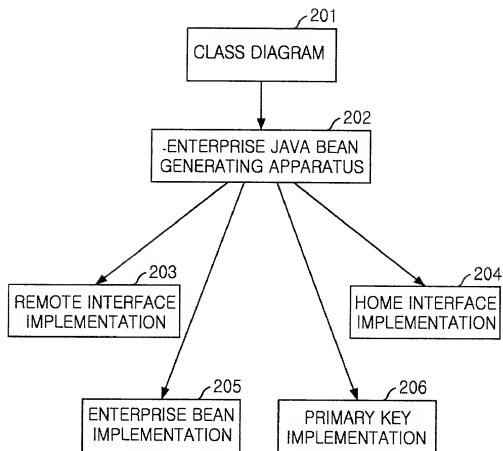 201
CLASS DIAGRAM
202
-ENTERPRISE JAVA BEAN
GENERATING APPARATUS
203
REMOTE INTERFACE
IMPLEMENTATION
204
HOME INTERFACE
IMPLEMENTATION
205
ENTERPRISE BEAN
IMPLEMENTATION
206
PRIMARY KEY
IMPLEMENTATION